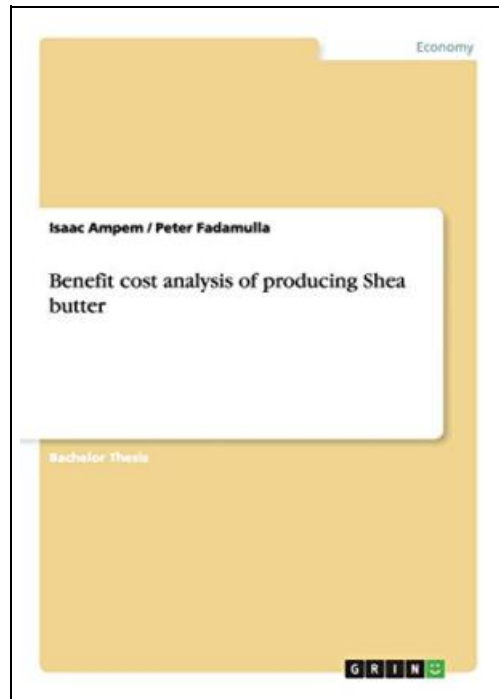 Economy
Isaac Ampem / Peter Fadamulla
Benefit cost analysis of producing Shea
butter
Bachelor Thesis
GRIN